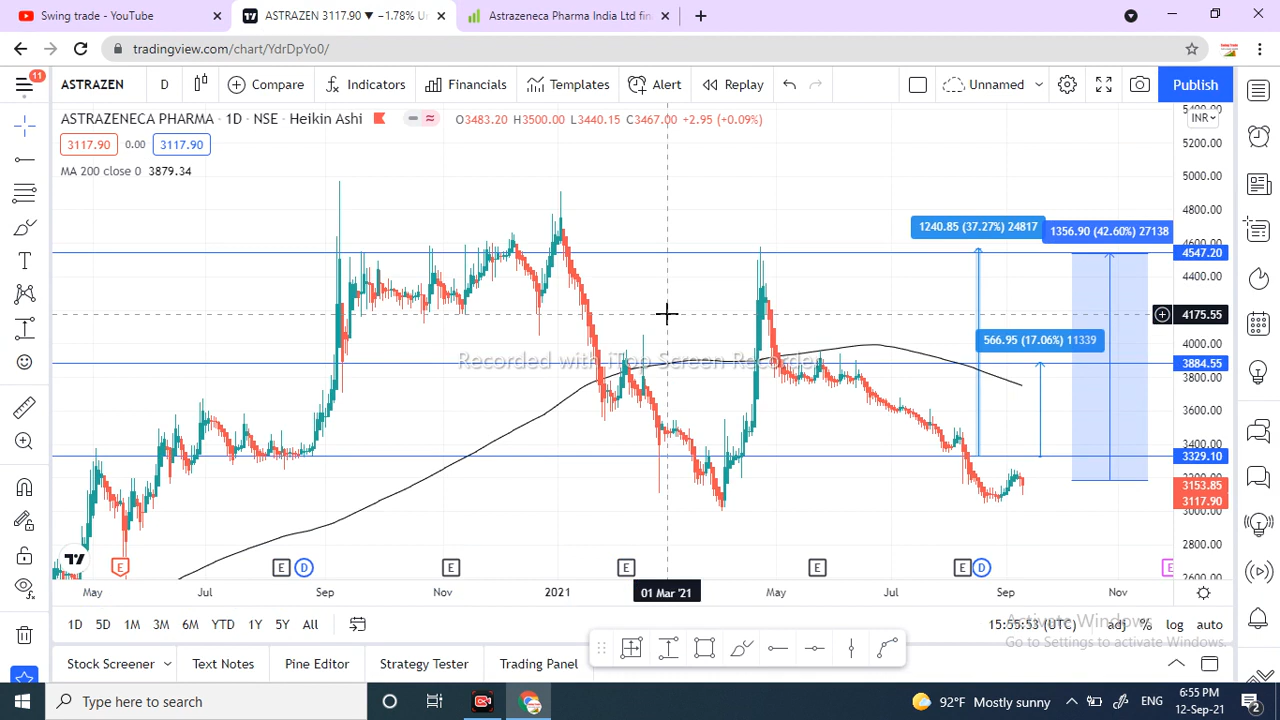 Swing trade - YouTube
ASTRAZEN 3117.90 ▼ −1.78% U
Astrazeneca Pharma India Ltd fin
tradingview.com/chart/YdrDpYo0/
11
ASTRAZEN
D
Compare
Indicators
Financials
Templates
Alert
Replay
Unnamed
Publish
ASTRAZENECA PHARMA · 1D · NSE · Heikin Ashi
O3483.20 H3500.00 L3440.15 C3467.00 +2.95 (+0.09%)
INR
3117.90 0.00 3117.90
MA 200 close 0 3879.34
5200.00
5000.00
4800.00
1240.85 (37.27%) 24817
1356.90 (42.60%) 27138
4547.20
4400.00
4175.55
566.95 (17.06%) 11339
4000.00
Recorded with iTop Screen Recorder
3884.55
3800.00
3600.00
3400.00
3329.10
3153.85
3117.90
3000.00
2800.00
E E D E E E E D E
May Jul Sep Nov 2021 01 Mar '21 May Jul Sep Nov
1D 5D 1M 3M 6M YTD 1Y 5Y All
15:55:53 (UTC) adj % log auto
Activate Windows
Go to Settings to activate Windows.
Stock Screener Text Notes Pine Editor Strategy Tester Trading Panel
Type here to search
92°F Mostly sunny
ENG
6:55 PM
12-Sep-21
2